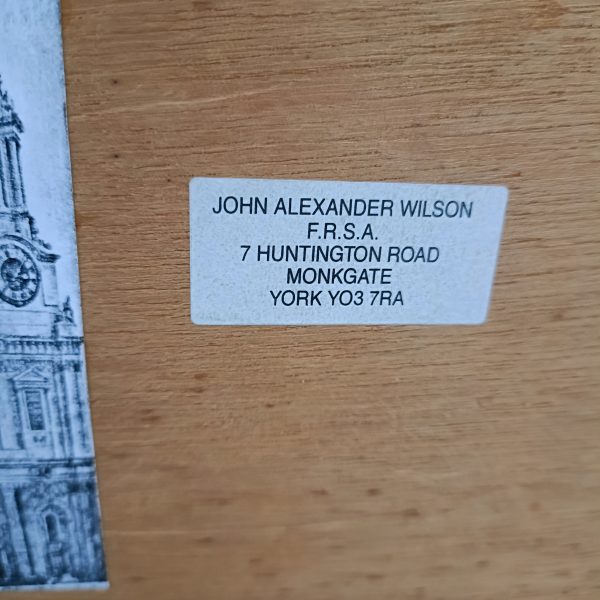 JOHN ALEXANDER WILSON
F.R.S.A.
7 HUNTINGTON ROAD
MONKGATE
YORK YO3 7RA